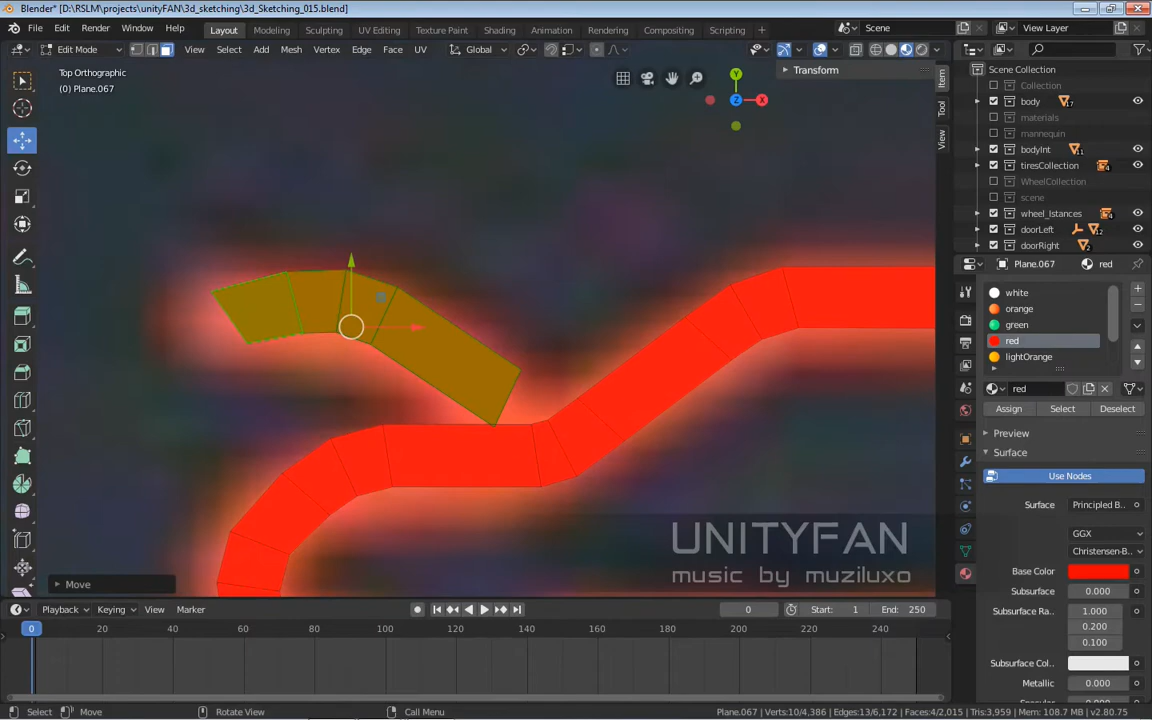 Blender* [D:\RSLM\projects\unityFAN\3d_sketching\3d_Sketching_015.blend]
File Edit Render Window Help Layout Modeling Sculpting UV Editing Texture Paint Shading Animation Rendering Compositing Scripting Scene View Layer
Edit Mode View Select Add Mesh Vertex Edge Face UV Global
Top Orthographic
(0) Plane.067
Transform
Item
Tool
View
Y
Z
X
Scene Collection
Collection
body 17
materials
mannequin
bodyInt 11
tiresCollection 4
WheelCollection
scene
wheel_Istances 4
doorLeft 12
doorRight 2
Plane.067 red
white
orange
green
red
lightOrange
red
Assign Select Deselect
Preview
Surface
Use Nodes
Surface Principled B..
GGX
Christensen-B..
Base Color
Subsurface 0.000
Subsurface Ra.. 1.000
0.200
0.100
Subsurface Col..
Metallic 0.000
Move
UNITYFAN
music by muziluxo
Playback Keying View Marker 0 Start: 1 End: 250
0 20 40 60 80 100 120 140 160 180 200 220 240
Select Move Rotate View Call Menu Plane.067 | Verts:10/4,386 | Edges:13/6,172 | Faces:4/2,015 | Tris:3,959 | Mem: 108.7 MB | v2.80.75